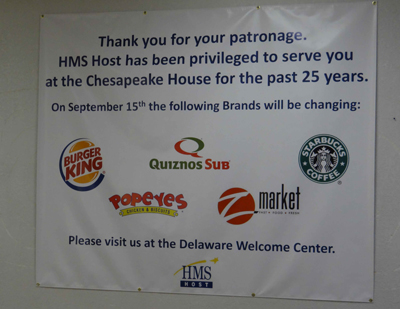 Thank you for your patronage.
HMS Host has been privileged to serve you
at the Chesapeake House for the past 25 years.
On September 15th the following Brands will be changing:
BURGER
KING
QUIZNOS SUB
STARBUCKS
COFFEE
POPEYES
CHICKEN & BISCUITS
Z market
Please visit us at the Delaware Welcome Center.
HMS
HOST